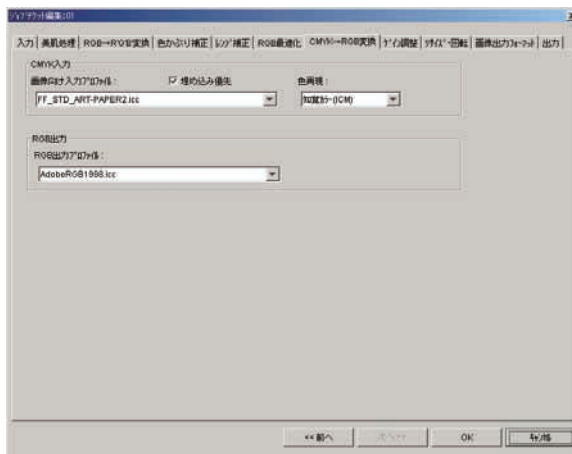 ジョブチケット編集:01
入力 美肌処理 RGB→R'G'B'変換 色かぶり補正 レンジ補正 RGB最適化 CMYK→RGB変換 ゲイン調整 リサイズ・回転 画像出力フォーマット 出力
CMYK入力
画像向け入力プロファイル: 埋め込み優先 色再現:
FF_STD_ART-PAPER2.icc 知覚カラー(ICM)
RGB出力
RGB出力プロファイル:
AdobeRGB1998.icc
<< 前へ OK キャンセル